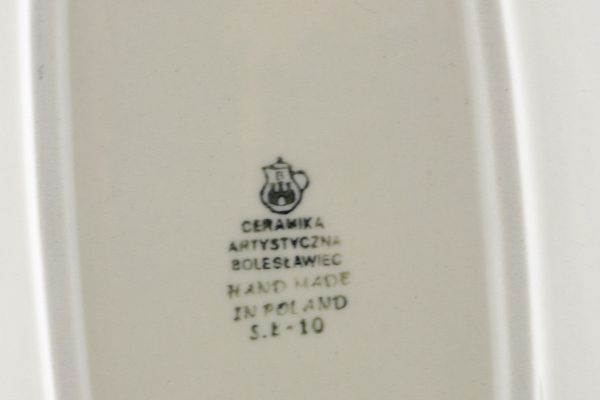 B
CERAMIKA
ARTYSTYCZNA
BOLESŁAWIEC
HAND MADE
IN POLAND
S.Ł-10